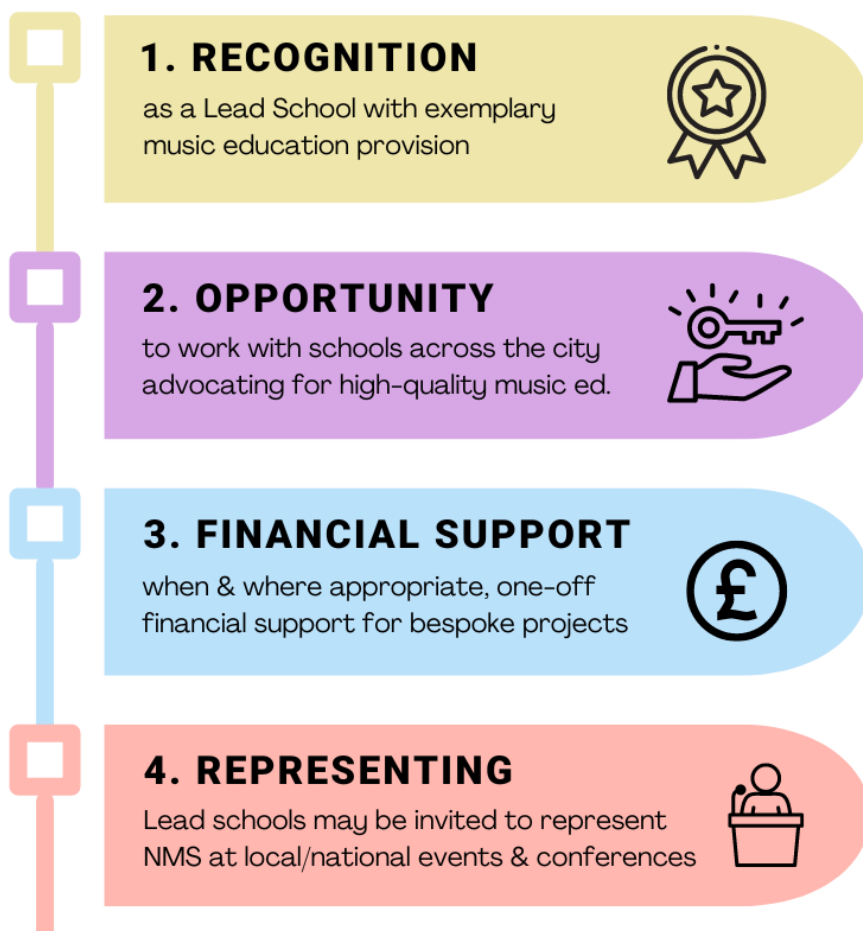 1. RECOGNITION
as a Lead School with exemplary
music education provision
2. OPPORTUNITY
to work with schools across the city
advocating for high-quality music ed.
3. FINANCIAL SUPPORT
when & where appropriate, one-off
financial support for bespoke projects
£
4. REPRESENTING
Lead schools may be invited to represent
NMS at local/national events & conferences